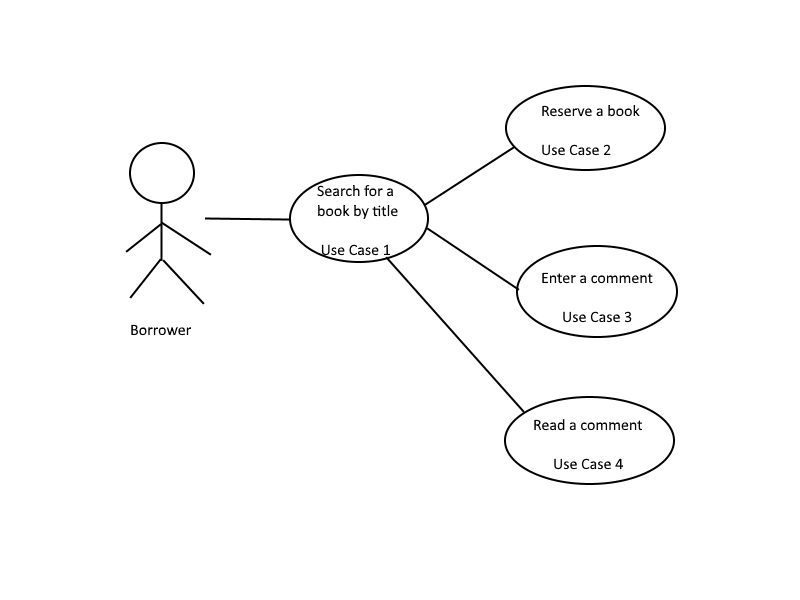 Reserve a book
Use Case 2
Search for a
book by title
Use Case 1
Enter a comment
Use Case 3
Borrower
Read a comment
Use Case 4